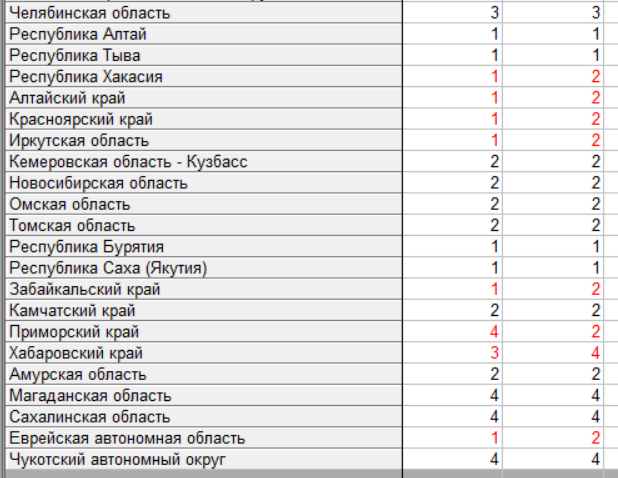 Челябинская область 3 3
Республика Алтай 1 1
Республика Тыва 1 1
Республика Хакасия 1 2
Алтайский край 1 2
Красноярский край 1 2
Иркутская область 1 2
Кемеровская область - Кузбасс 2 2
Новосибирская область 2 2
Омская область 2 2
Томская область 2 2
Республика Бурятия 1 1
Республика Саха (Якутия) 1 1
Забайкальский край 1 2
Камчатский край 2 2
Приморский край 4 2
Хабаровский край 3 4
Амурская область 2 2
Магаданская область 4 4
Сахалинская область 4 4
Еврейская автономная область 1 2
Чукотский автономный округ 4 4